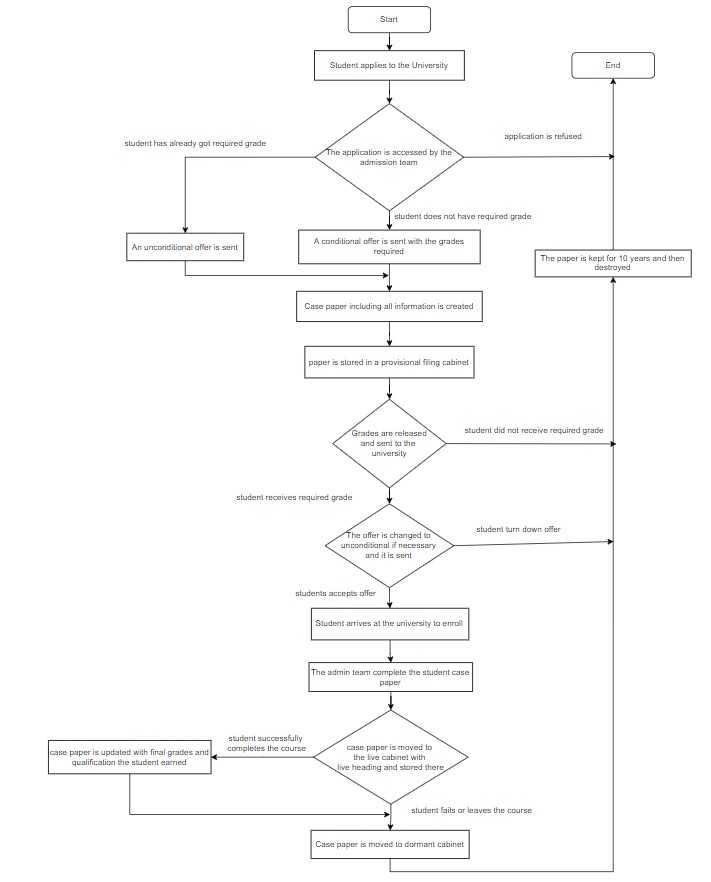 Start
Student applies to the University
End
The application is accessed by the
admission team
application is refused
student has already got required grade
student does not have required grade
An unconditional offer is sent
A conditional offer is sent with the grades
required
The paper is kept for 10 years and then
destroyed
Case paper including all information is created
paper is stored in a provisional filing cabinet
Grades are released
and sent to the
university
student did not receive required grade
student receives required grade
The offer is changed to
unconditional if necessary
and it is sent
student turn down offer
students accepts offer
Student arrives at the university to enroll
The admin team complete the student case
paper
student successfully
completes the course
case paper is moved to
the live cabinet with
live heading and stored there
case paper is updated with final grades and
qualification the student earned
student fails or leaves the course
Case paper is moved to dormant cabinet